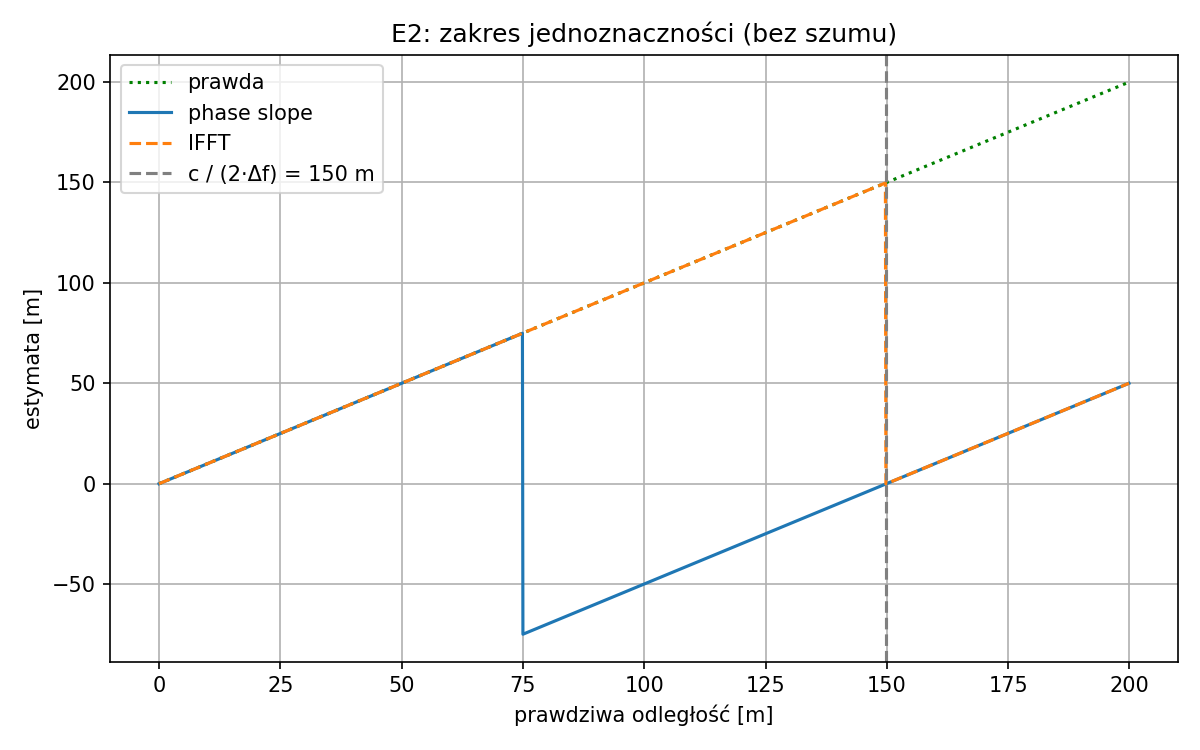 E2: zakres jednoznaczności (bez szumu)
prawda
phase slope
IFFT
c / (2·Δf) = 150 m
200
150
100
50
0
−50
estymata [m]
0 25 50 75 100 125 150 175 200
prawdziwa odległość [m]